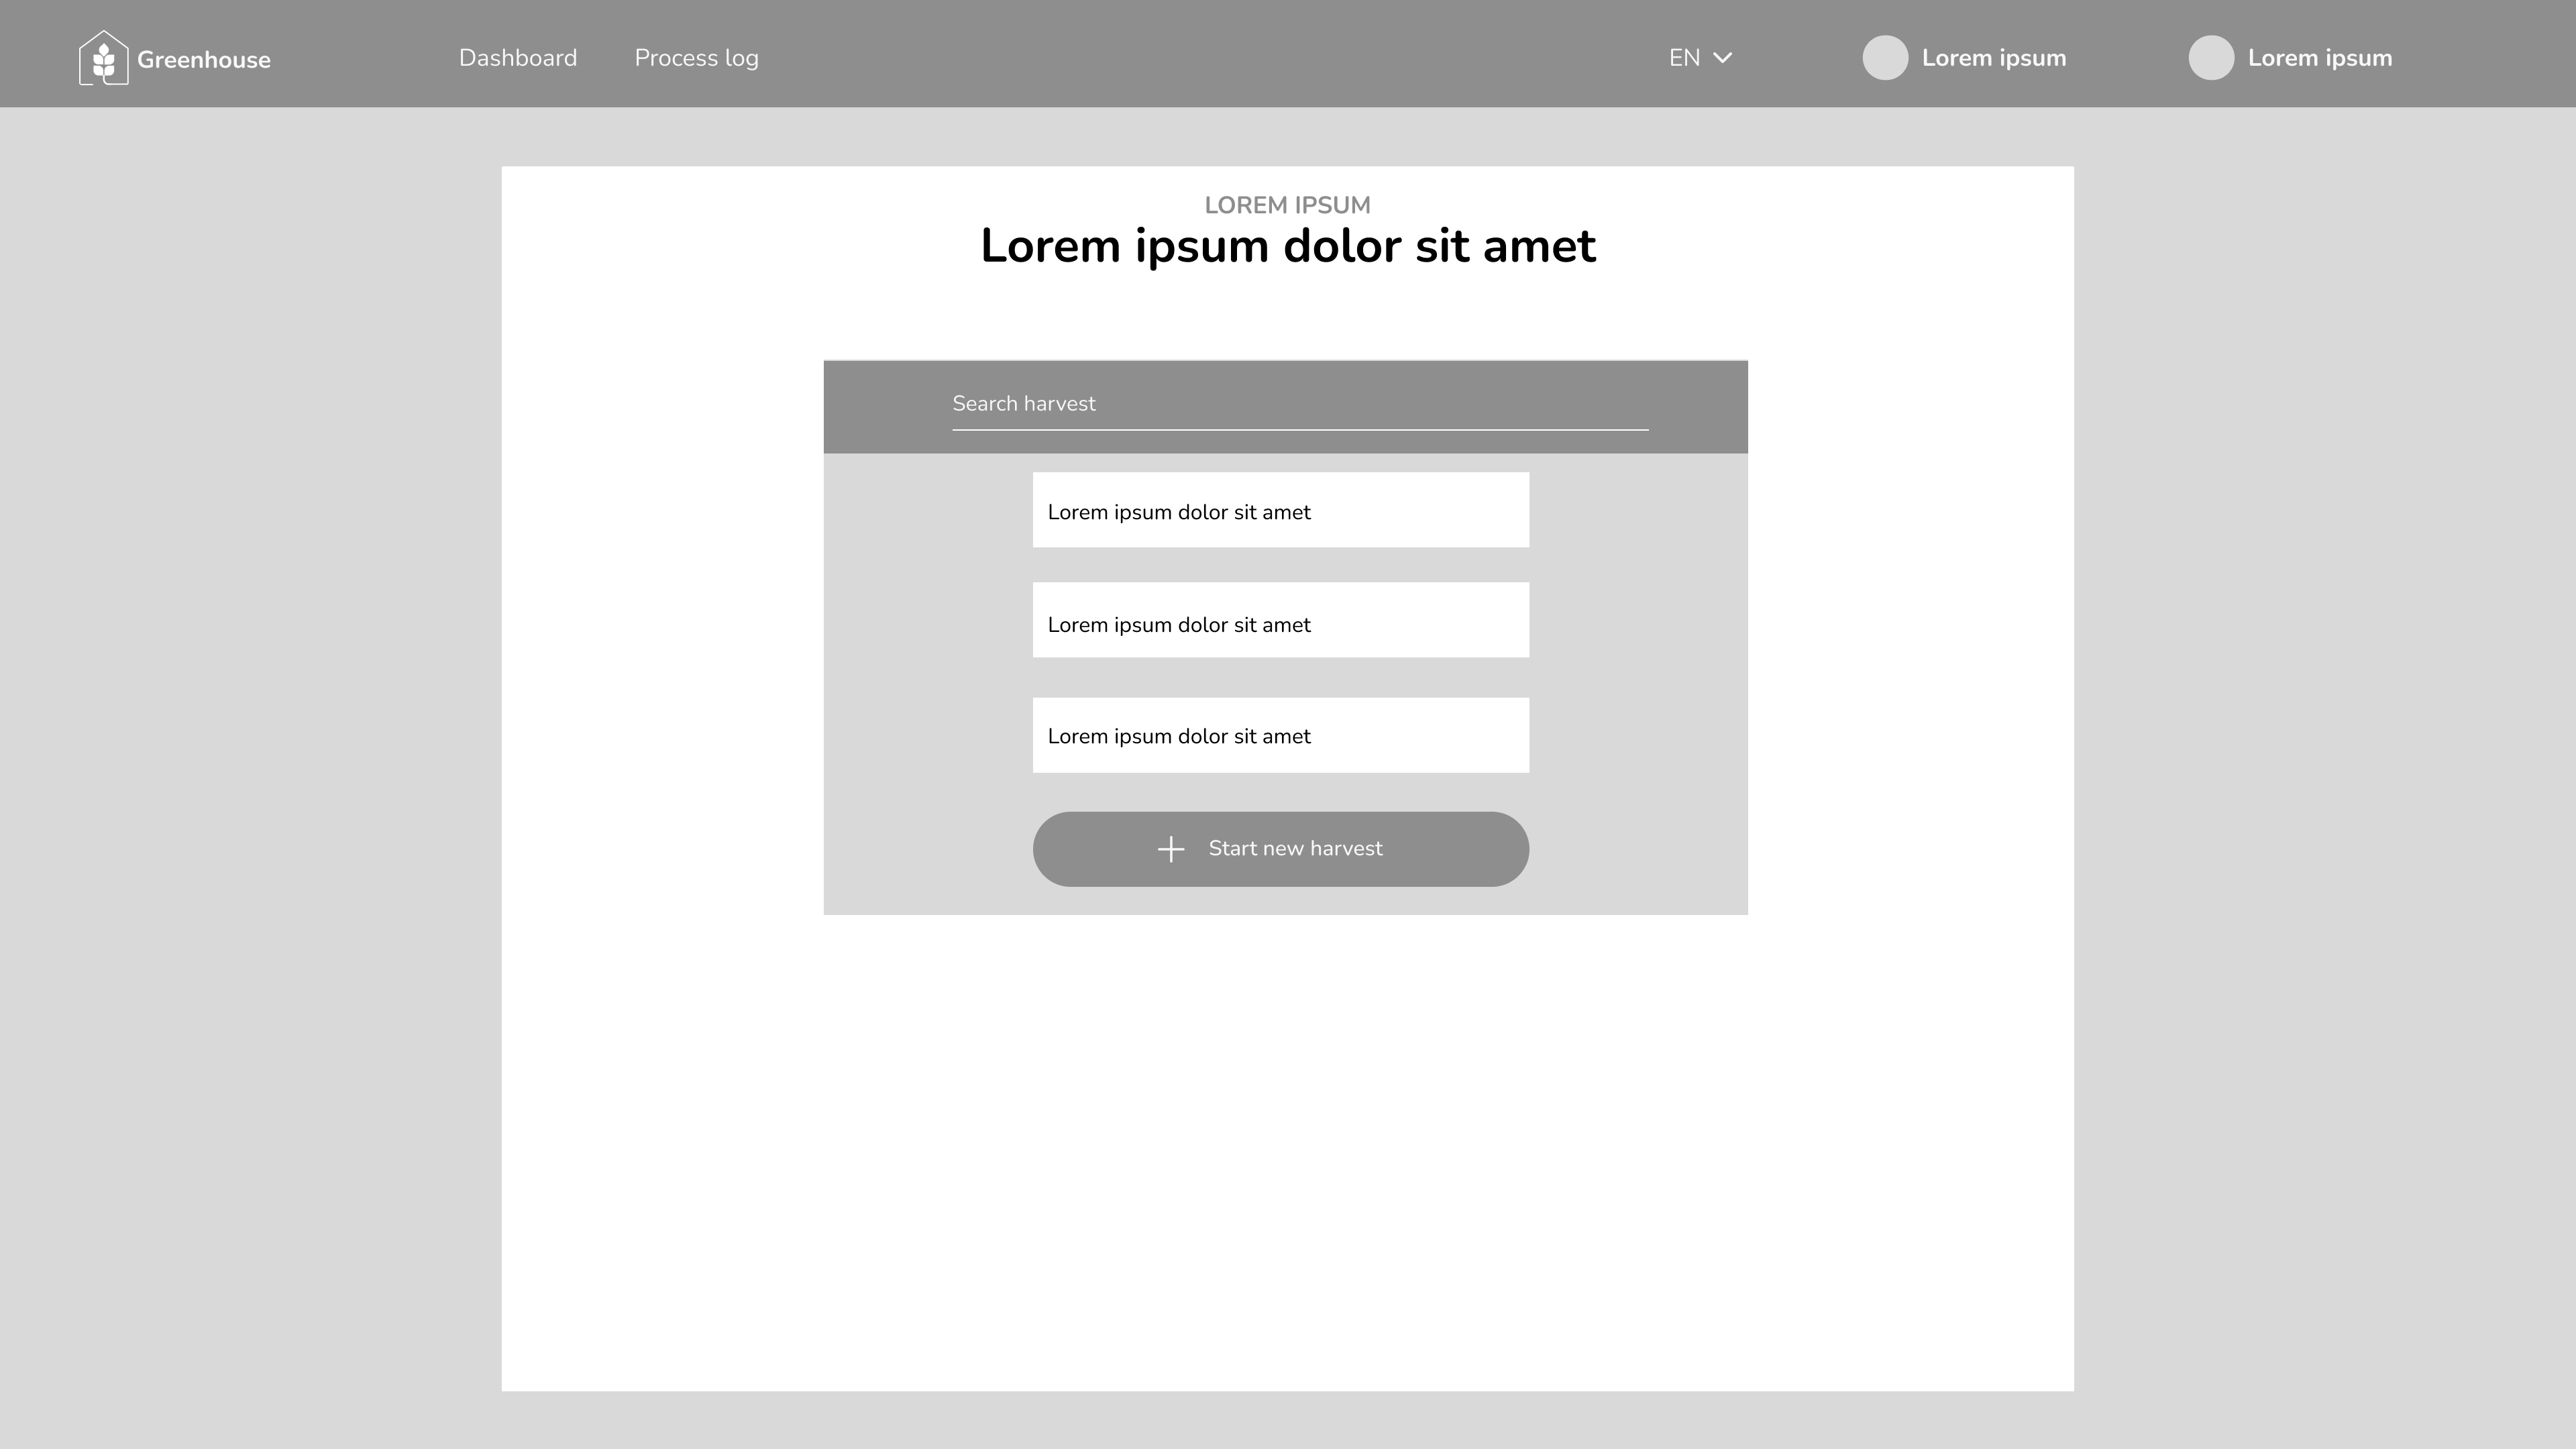 Greenhouse
Dashboard
Process log
EN
Lorem ipsum
Lorem ipsum
LOREM IPSUM
Lorem ipsum dolor sit amet
Search harvest
Lorem ipsum dolor sit amet
Lorem ipsum dolor sit amet
Lorem ipsum dolor sit amet
Start new harvest